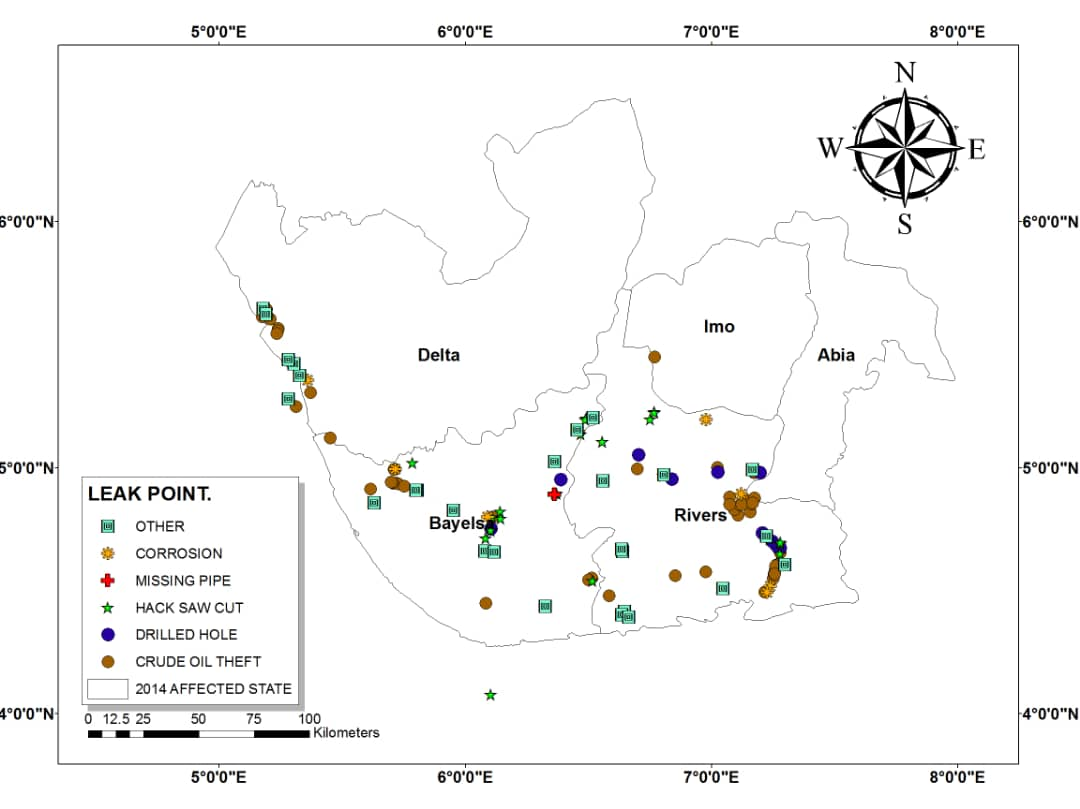 5°0'0"E 6°0'0"E 7°0'0"E 8°0'0"E
N
W E
S
6°0'0"N 6°0'0"N
Imo
Delta Abia
5°0'0"N 5°0'0"N
LEAK POINT.
OTHER
CORROSION
MISSING PIPE
HACK SAW CUT
DRILLED HOLE
CRUDE OIL THEFT
2014 AFFECTED STATE
Rivers
Bayels
4°0'0"N 4°0'0"N
0 12.5 25 50 75 100
Kilometers
5°0'0"E 6°0'0"E 7°0'0"E 8°0'0"E